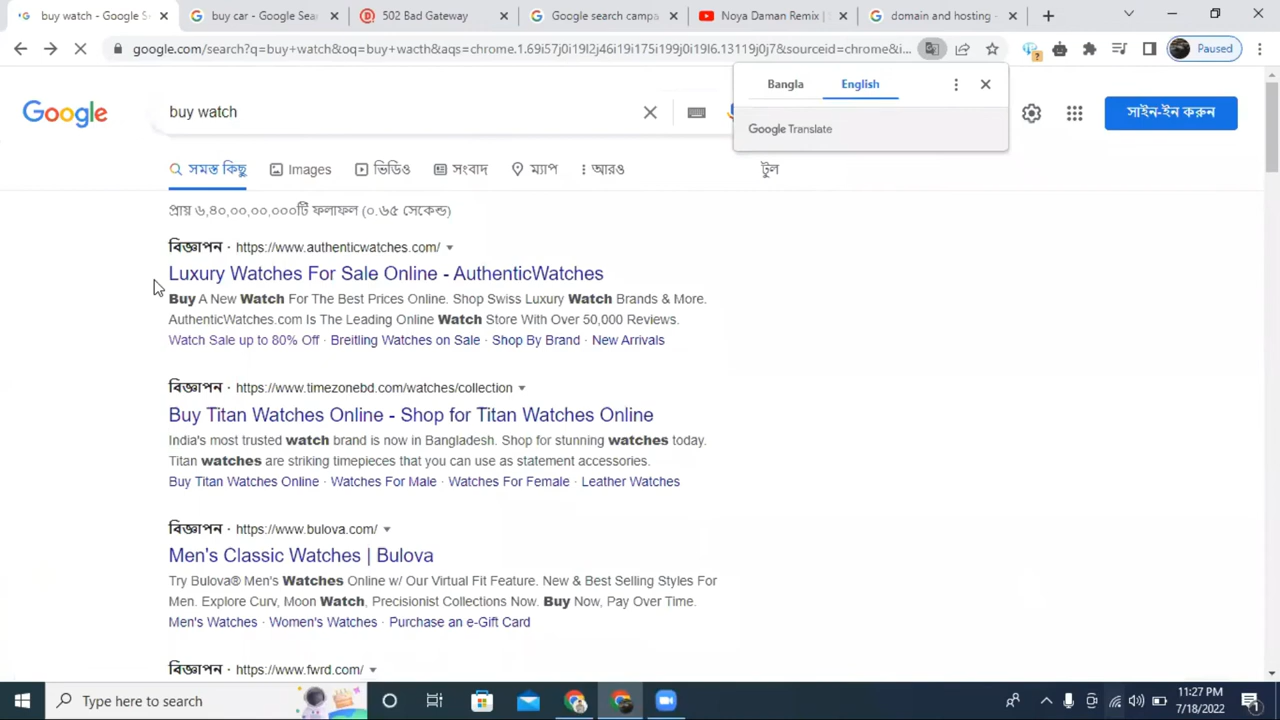 buy watch - Google S
buy car - Google Sea
502 Bad Gateway
Google search campa
Noya Daman Remix |
domain and hosting -
google.com/search?q=buy+watch&oq=buy+wacth&aqs=chrome.1.69i57j0i19l2j46i19i175i199j0i19l6.13119j0j7&sourceid=chrome&i...
Paused
Bangla
English
Google Translate
Google
buy watch
সাইন-ইন করুন
সমস্ত কিছু
Images
ভিডিও
সংবাদ
ম্যাপ
আরও
টুল
প্রায় ৬,৪০,০০,০০,০০০টি ফলাফল (০.৬৫ সেকেন্ড)
বিজ্ঞাপন · https://www.authenticwatches.com/
Luxury Watches For Sale Online - AuthenticWatches
Buy A New Watch For The Best Prices Online. Shop Swiss Luxury Watch Brands & More.
AuthenticWatches.com Is The Leading Online Watch Store With Over 50,000 Reviews.
Watch Sale up to 80% Off · Breitling Watches on Sale · Shop By Brand · New Arrivals
বিজ্ঞাপন · https://www.timezonebd.com/watches/collection
Buy Titan Watches Online - Shop for Titan Watches Online
India's most trusted watch brand is now in Bangladesh. Shop for stunning watches today.
Titan watches are striking timepieces that you can use as statement accessories.
Buy Titan Watches Online · Watches For Male · Watches For Female · Leather Watches
বিজ্ঞাপন · https://www.bulova.com/
Men's Classic Watches | Bulova
Try Bulova® Men's Watches Online w/ Our Virtual Fit Feature. New & Best Selling Styles For
Men. Explore Curv, Moon Watch, Precisionist Collections Now. Buy Now, Pay Over Time.
Men's Watches · Women's Watches · Purchase an e-Gift Card
বিজ্ঞাপন · https://www.fwrd.com/
Type here to search
11:27 PM
7/18/2022